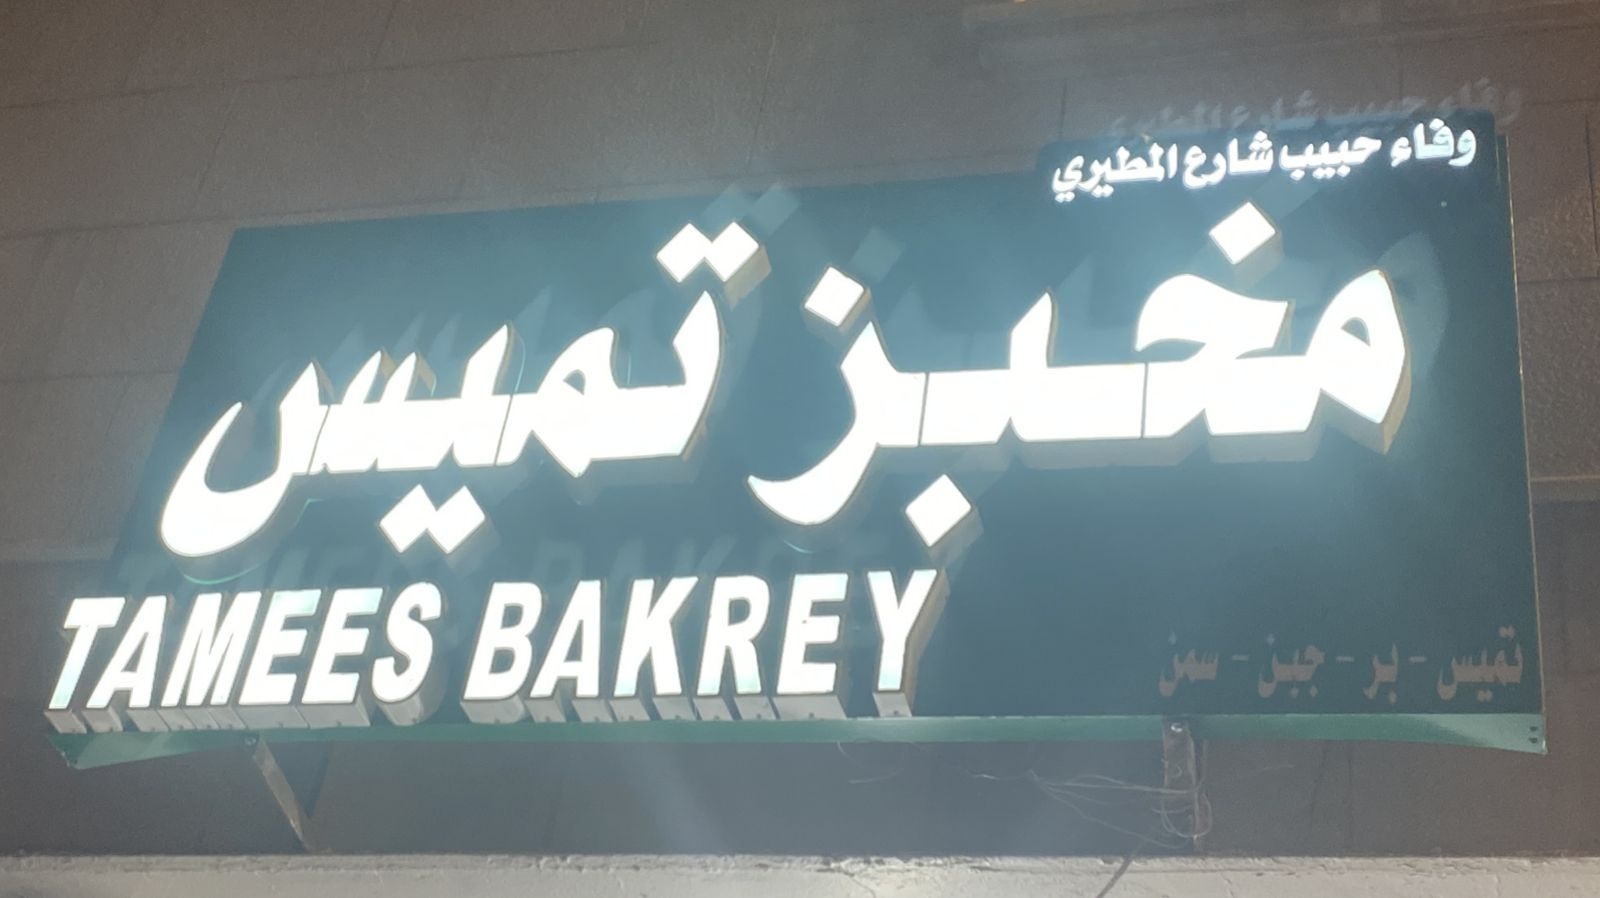 وفاء حبيب شارع المطيري
مخبز تميس
TAMEES BAKREY
تميس - بر - جبن - سمن